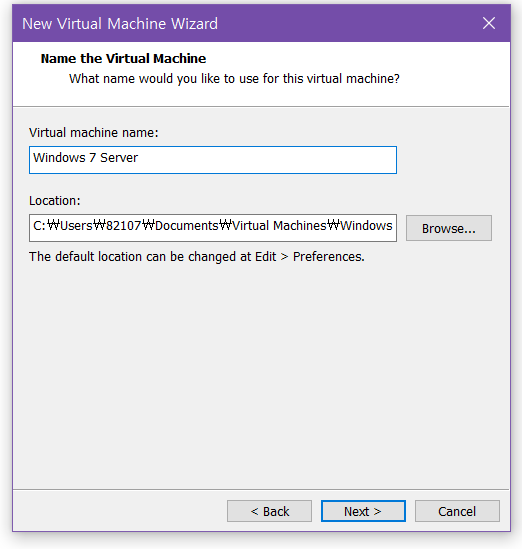 New Virtual Machine Wizard
Name the Virtual Machine
What name would you like to use for this virtual machine?
Virtual machine name:
Windows 7 Server
Location:
C:₩Users₩82107₩Documents₩Virtual Machines₩Windows
Browse...
The default location can be changed at Edit > Preferences.
< Back
Next >
Cancel